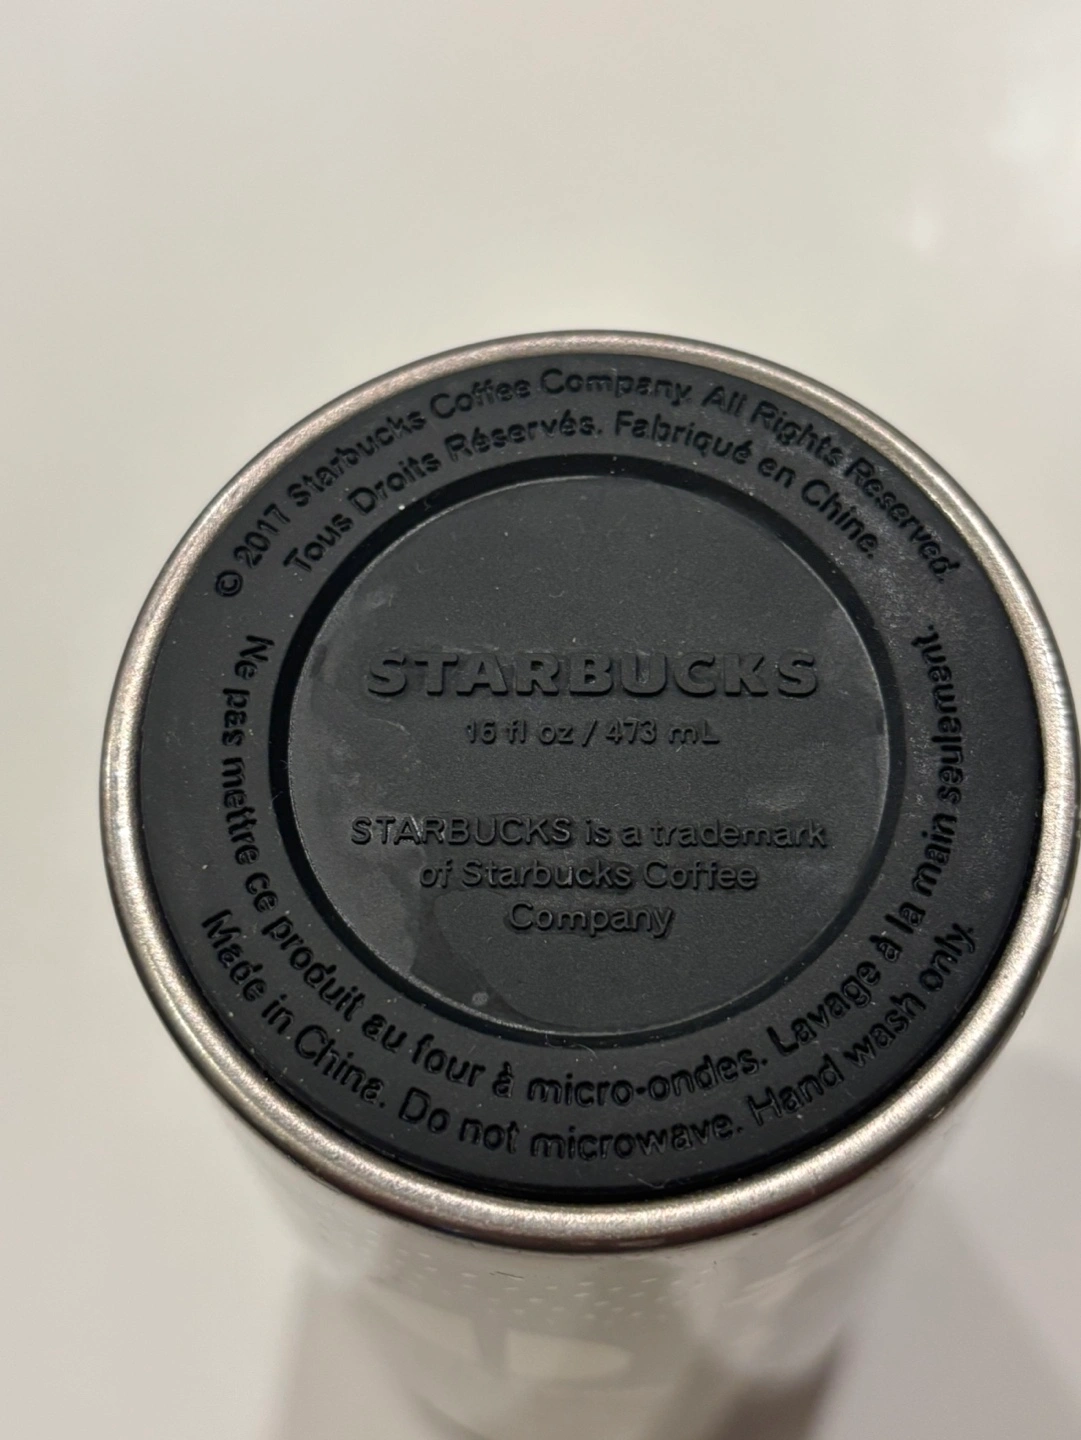 © 2017 Starbucks Coffee Company. All Rights Reserved.
Tous Droits Réservés. Fabriqué en Chine.
STARBUCKS
16 fl oz / 473 mL
STARBUCKS is a trademark
of Starbucks Coffee
Company
Ne pas mettre ce produit au four à micro-ondes. Lavage à la main seulement.
Made in China. Do not microwave. Hand wash only.